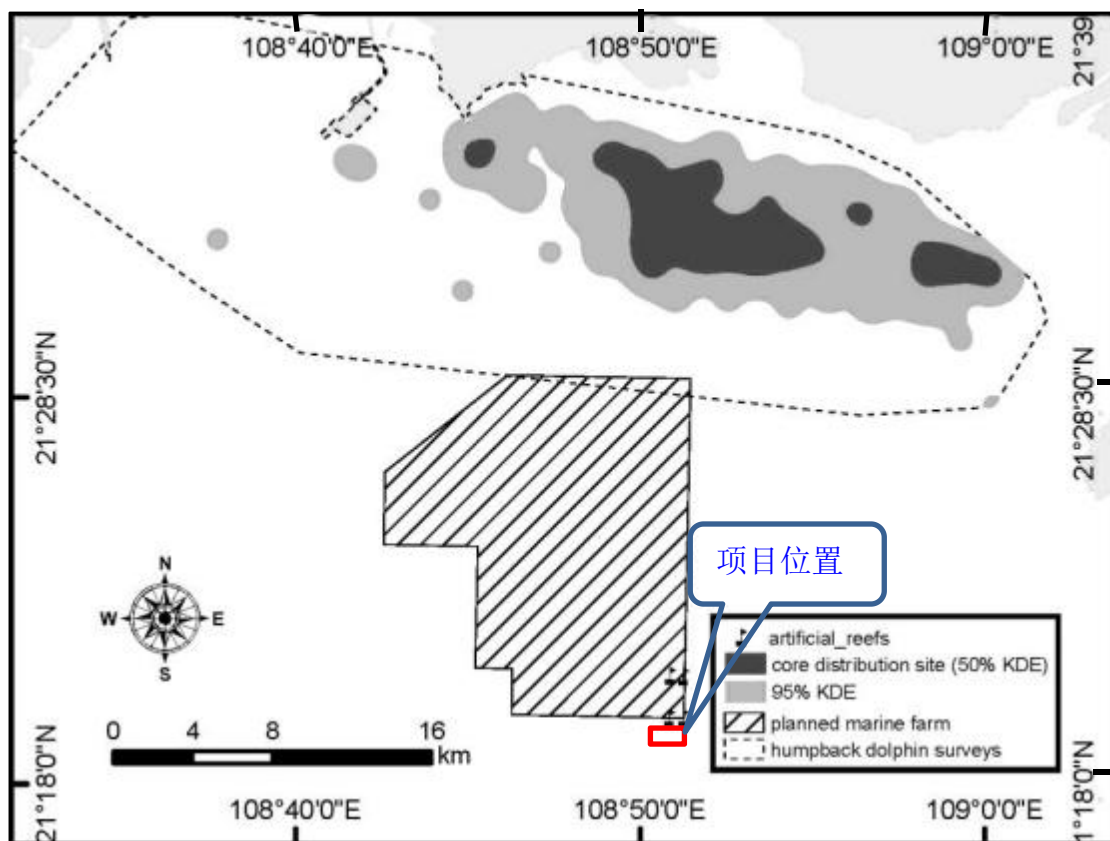 108°40'0"E
108°50'0"E
109°0'0"E
21°39
21°28'30"N
21°28'30"N
项目位置
N
W
E
S
artificial_reefs
core distribution site (50% KDE)
95% KDE
planned marine farm
humpback dolphin surveys
0
4
8
16
km
21°18'0"N
21°18'0"N
108°40'0"E
108°50'0"E
109°0'0"E